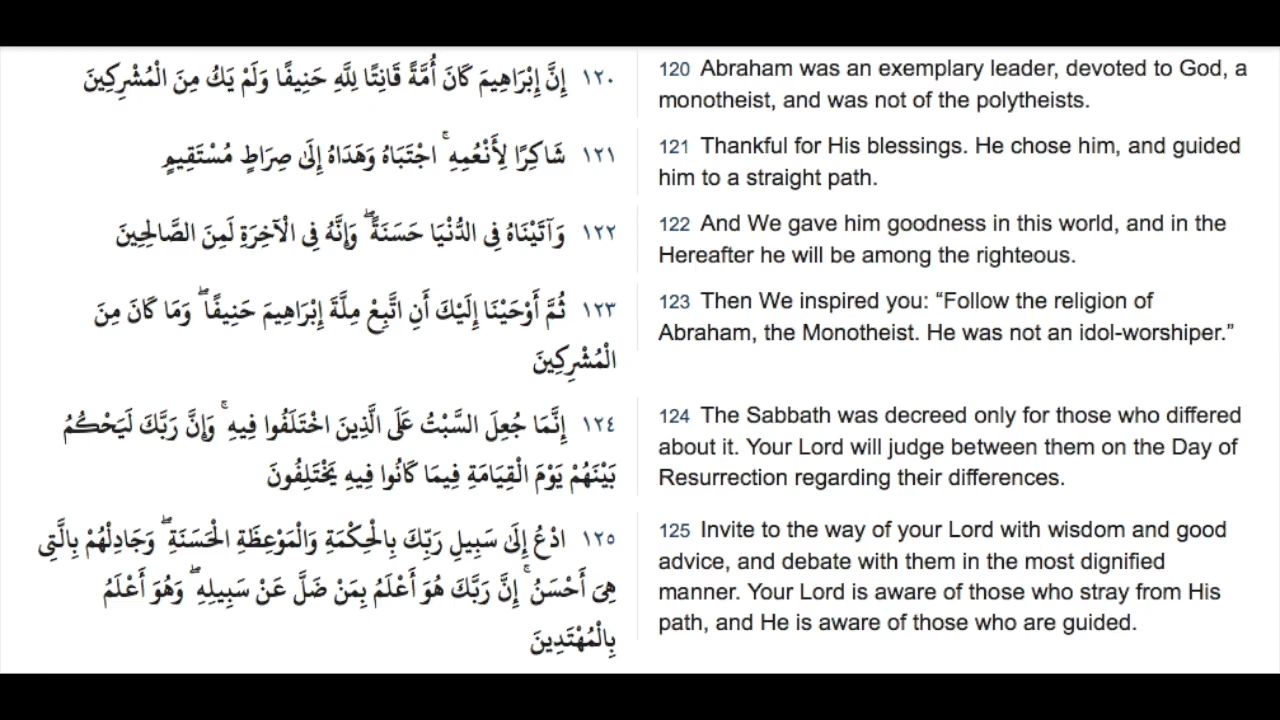 ١٢٠ إِنَّ إِبْرَاهِيمَ كَانَ أُمَّةً قَانِتًا لِلَّهِ حَنِيفًا وَلَمْ يَكُ مِنَ الْمُشْرِكِينَ
120 Abraham was an exemplary leader, devoted to God, a
monotheist, and was not of the polytheists.
١٢١ شَاكِرًا لِأَنْعُمِهِ ۚ اجْتَبَاهُ وَهَدَاهُ إِلَىٰ صِرَاطٍ مُسْتَقِيمٍ
121 Thankful for His blessings. He chose him, and guided
him to a straight path.
١٢٢ وَآتَيْنَاهُ فِي الدُّنْيَا حَسَنَةً ۖ وَإِنَّهُ فِي الْآخِرَةِ لَمِنَ الصَّالِحِينَ
122 And We gave him goodness in this world, and in the
Hereafter he will be among the righteous.
١٢٣ ثُمَّ أَوْحَيْنَا إِلَيْكَ أَنِ اتَّبِعْ مِلَّةَ إِبْرَاهِيمَ حَنِيفًا ۖ وَمَا كَانَ مِنَ
الْمُشْرِكِينَ
123 Then We inspired you: “Follow the religion of
Abraham, the Monotheist. He was not an idol-worshiper.”
١٢٤ إِنَّمَا جُعِلَ السَّبْتُ عَلَى الَّذِينَ اخْتَلَفُوا فِيهِ ۚ وَإِنَّ رَبَّكَ لَيَحْكُمُ
بَيْنَهُمْ يَوْمَ الْقِيَامَةِ فِيمَا كَانُوا فِيهِ يَخْتَلِفُونَ
124 The Sabbath was decreed only for those who differed
about it. Your Lord will judge between them on the Day of
Resurrection regarding their differences.
١٢٥ ادْعُ إِلَىٰ سَبِيلِ رَبِّكَ بِالْحِكْمَةِ وَالْمَوْعِظَةِ الْحَسَنَةِ ۖ وَجَادِلْهُمْ بِالَّتِي
هِيَ أَحْسَنُ ۚ إِنَّ رَبَّكَ هُوَ أَعْلَمُ بِمَنْ ضَلَّ عَنْ سَبِيلِهِ ۖ وَهُوَ أَعْلَمُ
بِالْمُهْتَدِينَ
125 Invite to the way of your Lord with wisdom and good
advice, and debate with them in the most dignified
manner. Your Lord is aware of those who stray from His
path, and He is aware of those who are guided.